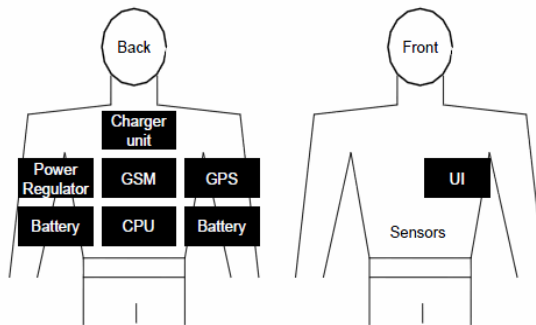 Back
Front
Charger
unit
Power
Regulator
GSM
GPS
UI
Battery
CPU
Battery
Sensors